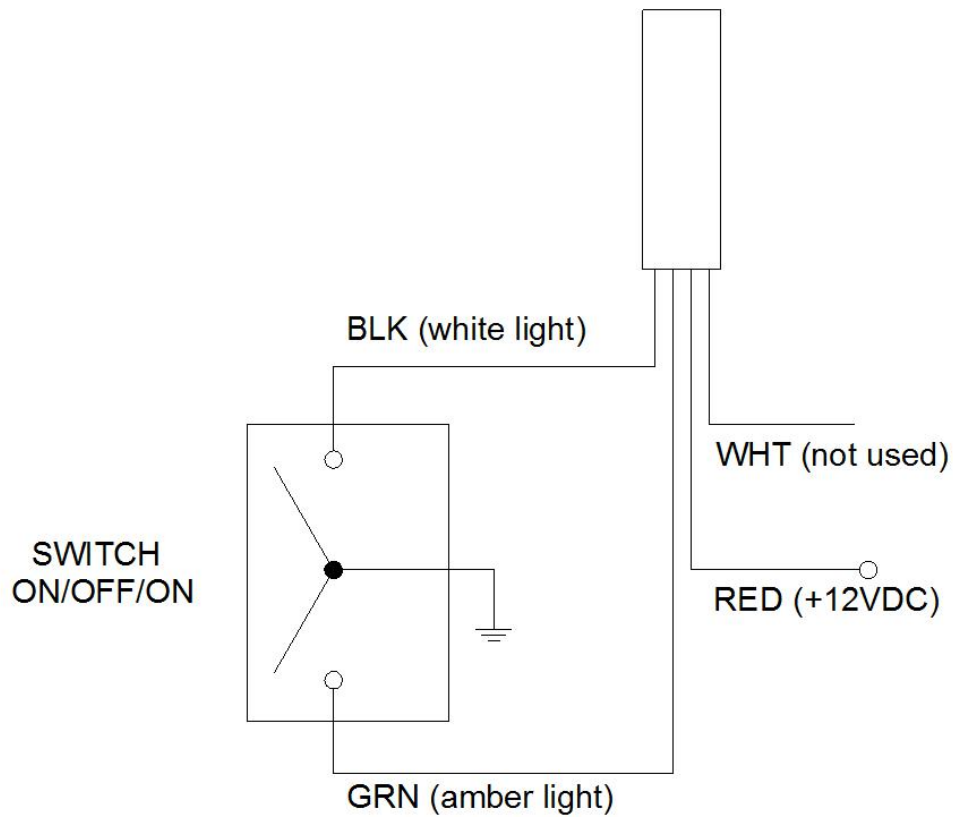 BLK (white light)
WHT (not used)
SWITCH
ON/OFF/ON
RED (+12VDC)
GRN (amber light)